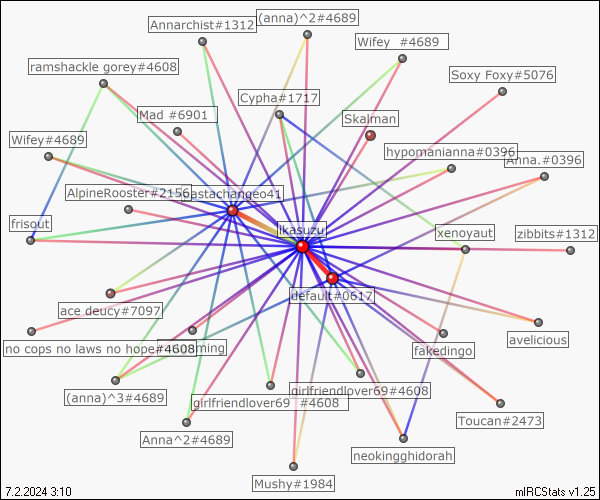 (anna)^2#4689
Annarchist#1312
Wifey  #4689
ramshackle gorey#4608
Soxy Foxy#5076
Cypha#1717
Mad #6901
Skalman
Wifey#4689
hypomanianna#0396
Anna.#0396
AlpineRooster#2156
astachangeo41
frisout
lkasuzu
xenoyaut
zibbits#1312
default#0617
ace deucy#7097
avelicious
no cops no laws no hope#4608
ming
fakedingo
(anna)^3#4689
girlfriendlover69#4608
girlfriendlover69  #4608
Toucan#2473
Anna^2#4689
neokingghidorah
Mushy#1984
7.2.2024 3:10
mIRCStats v1.25